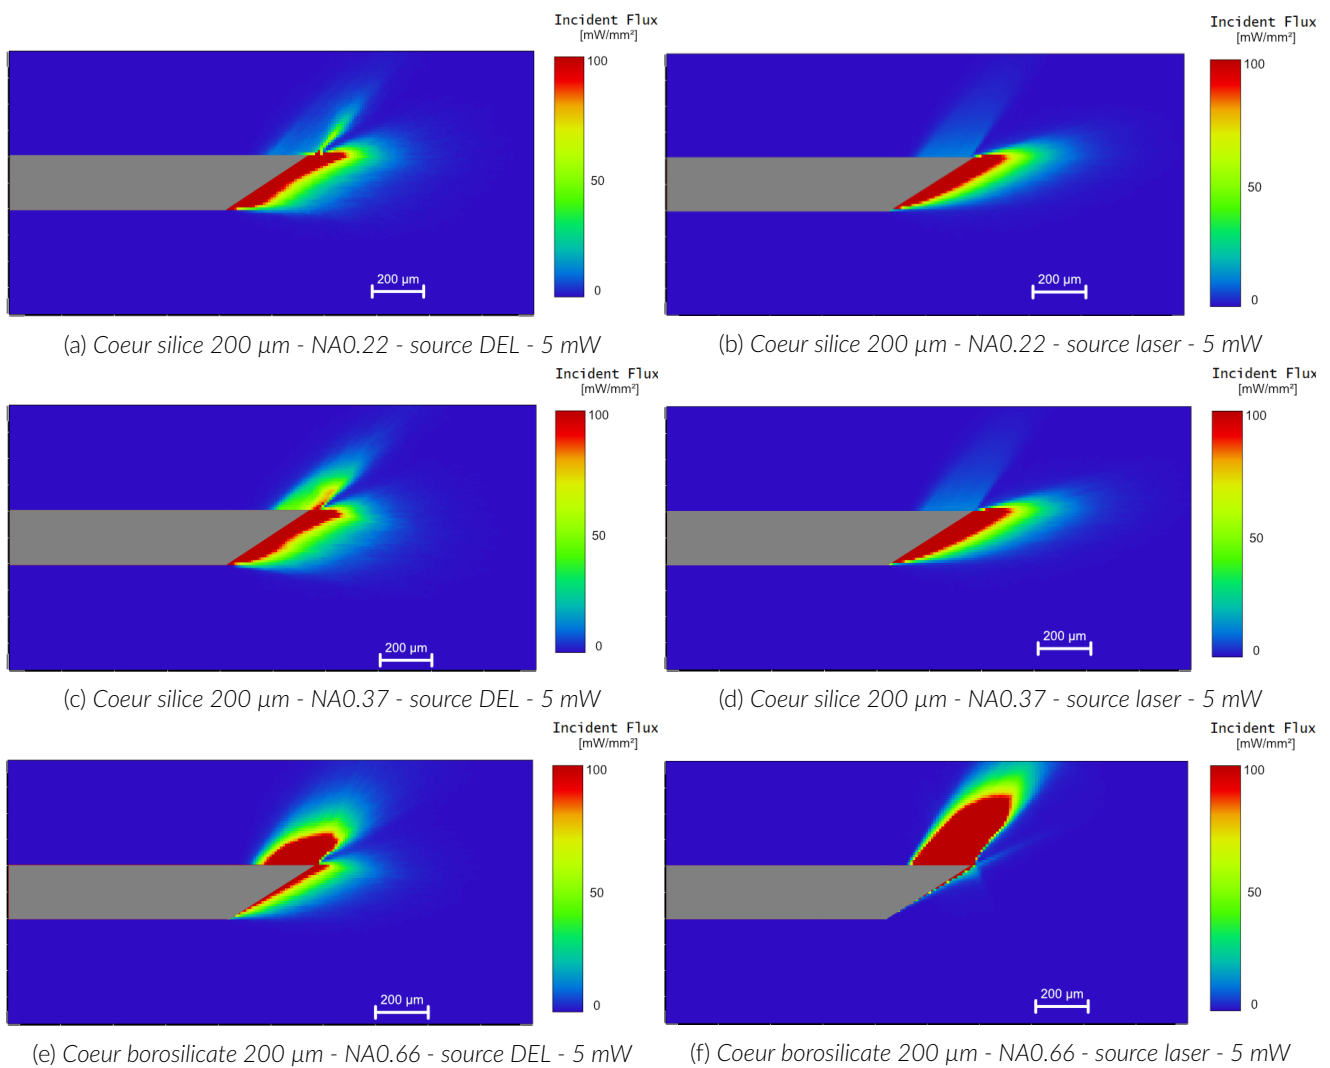 Incident Flux
[mW/mm²]
100
50
0
200 µm
(a) Coeur silice 200 µm - NA0.22 - source DEL - 5 mW
Incident Flux
[mW/mm²]
100
50
0
200 µm
(b) Coeur silice 200 µm - NA0.22 - source laser - 5 mW
Incident Flux
[mW/mm²]
100
50
0
200 µm
(c) Coeur silice 200 µm - NA0.37 - source DEL - 5 mW
Incident Flux
[mW/mm²]
100
50
0
200 µm
(d) Coeur silice 200 µm - NA0.37 - source laser - 5 mW
Incident Flux
[mW/mm²]
100
50
0
200 µm
(e) Coeur borosilicate 200 µm - NA0.66 - source DEL - 5 mW
Incident Flux
[mW/mm²]
100
50
0
200 µm
(f) Coeur borosilicate 200 µm - NA0.66 - source laser - 5 mW